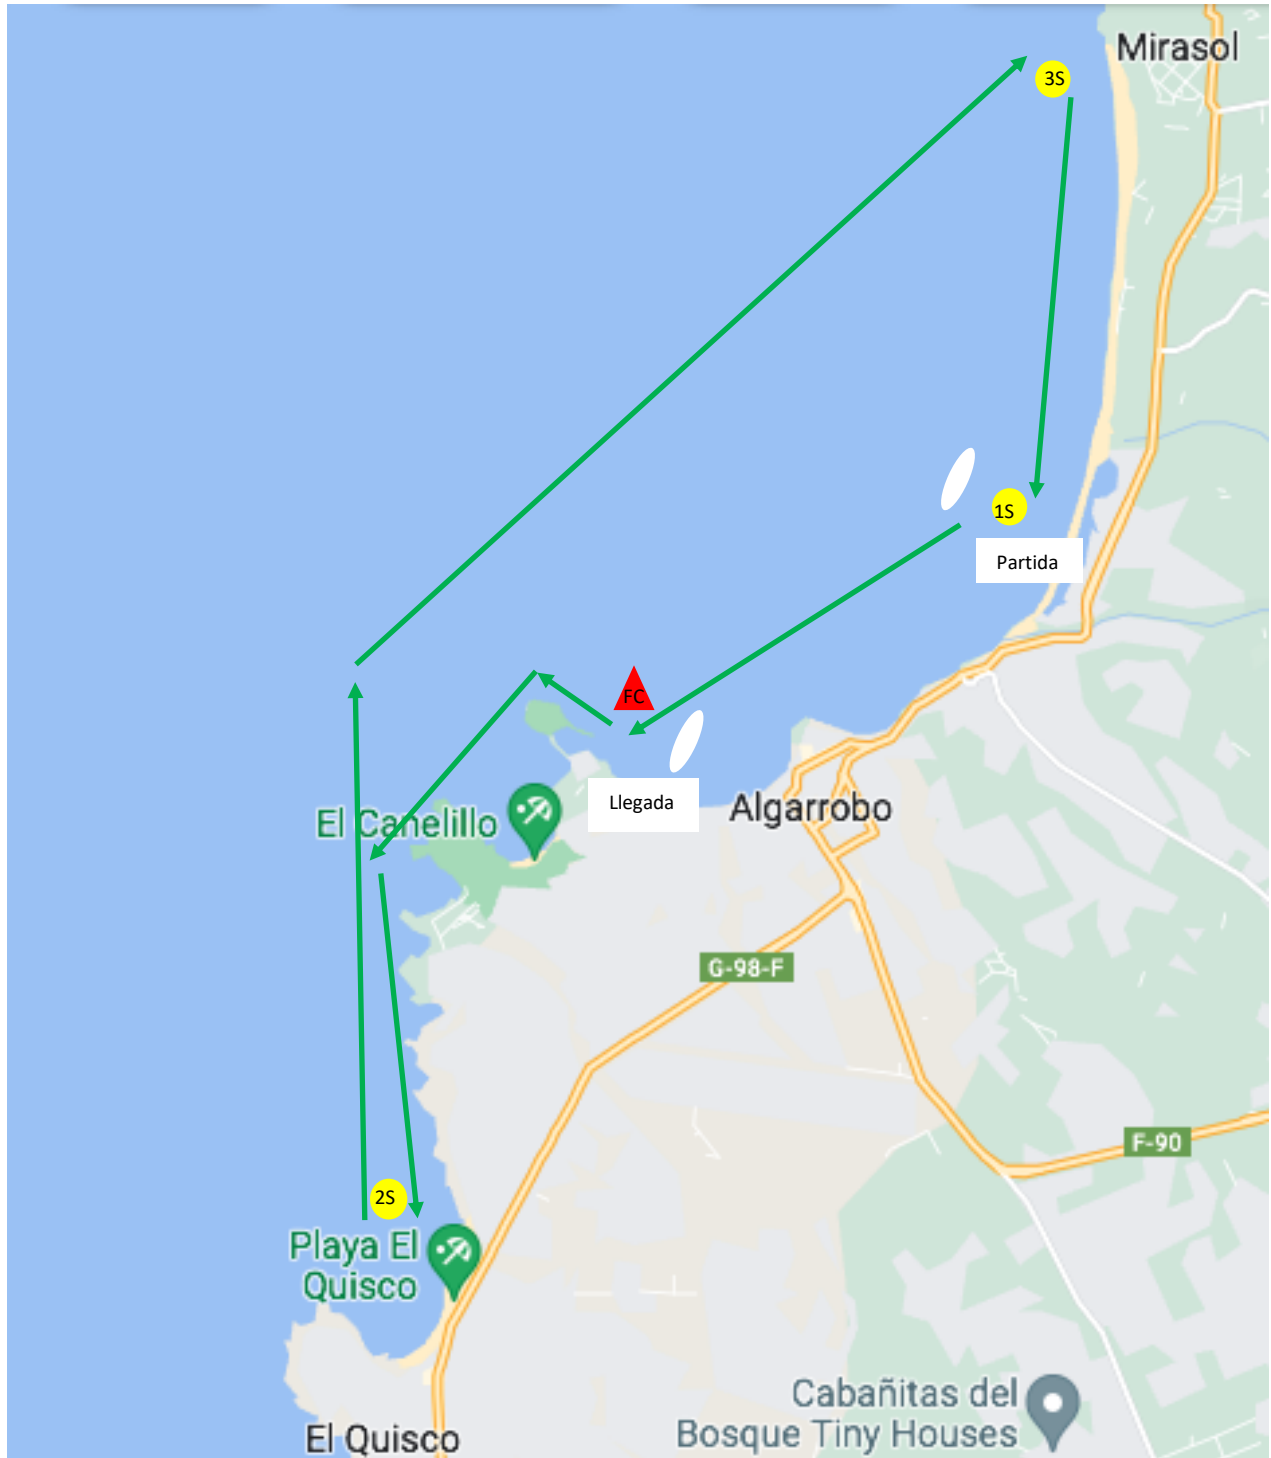 Mirasol
3S
1S
Partida
FC
Llegada
El Canelillo
Algarrobo
G-98-F
F-90
2S
Playa El
Quisco
Cabañitas del
Bosque Tiny Houses
El Quisco